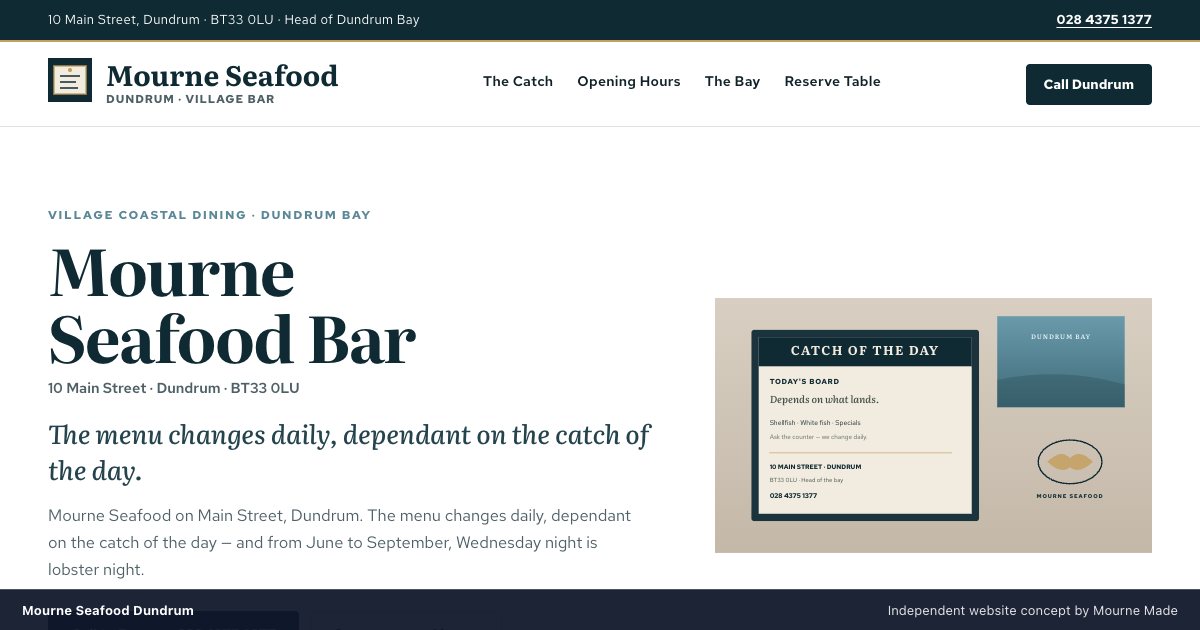 10 Main Street, Dundrum · BT33 0LU · Head of Dundrum Bay
028 4375 1377
Mourne Seafood
DUNDRUM · VILLAGE BAR
The Catch
Opening Hours
The Bay
Reserve Table
Call Dundrum
VILLAGE COASTAL DINING · DUNDRUM BAY
Mourne
Seafood Bar
10 Main Street · Dundrum · BT33 0LU
The menu changes daily, dependant on the catch of
the day.
Mourne Seafood on Main Street, Dundrum. The menu changes daily, dependant
on the catch of the day – and from June to September, Wednesday night is
lobster night.
CATCH OF THE DAY
TODAY'S BOARD
Depends on what lands.
Shellfish · White fish · Specials
Ask the counter — we change daily.
10 MAIN STREET · DUNDRUM
BT33 0LU · Head of the bay
028 4375 1377
DUNDRUM BAY
MOURNE SEAFOOD
Mourne Seafood Dundrum
Independent website concept by Mourne Made